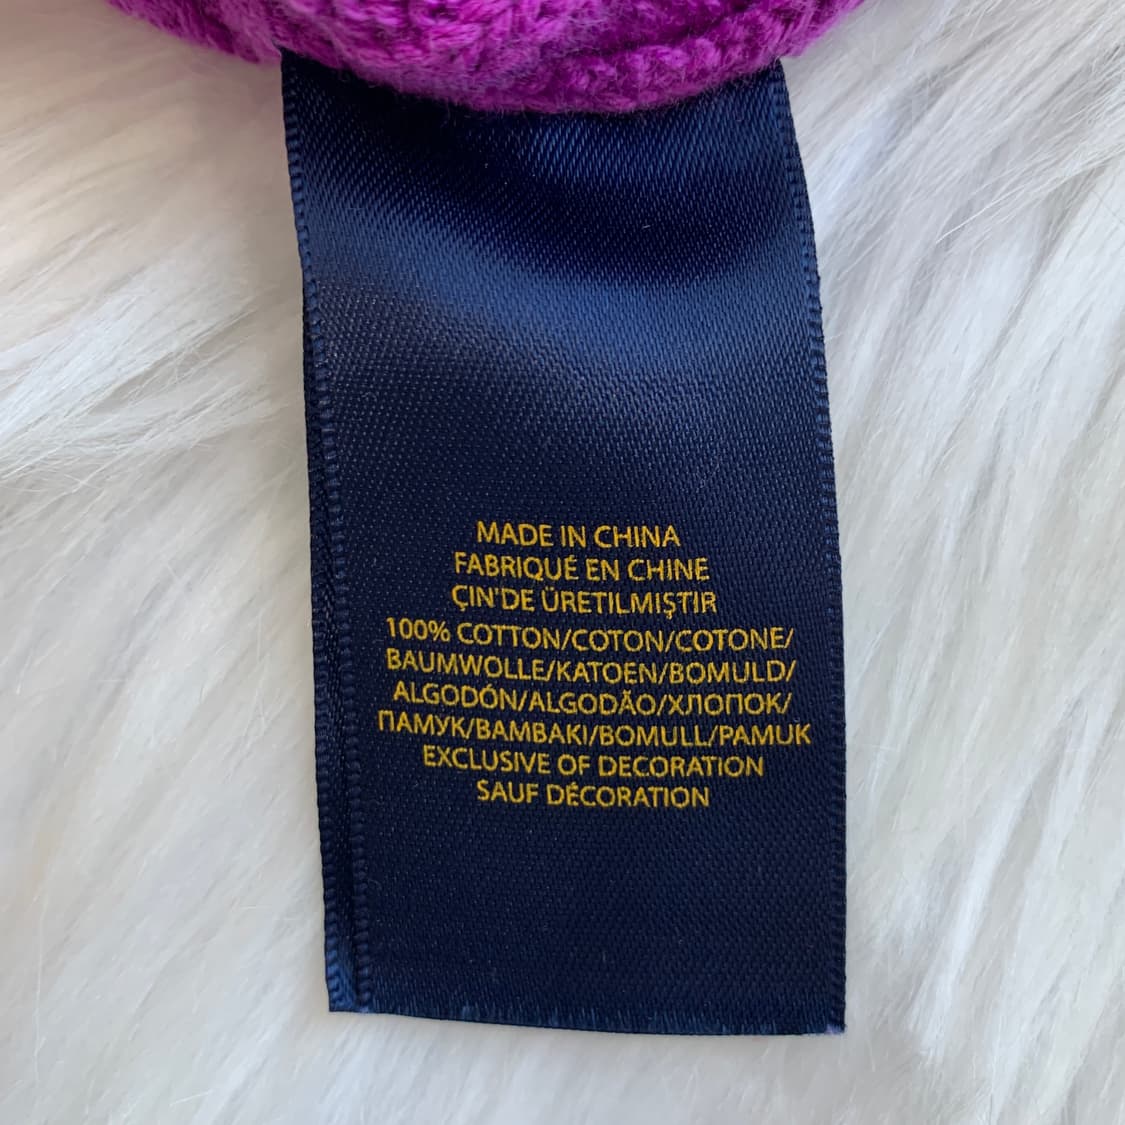 MADE IN CHINA
FABRIQUÉ EN CHINE
ÇIN'DE ÜRETILMIŞTIR
100% COTTON/COTON/COTONE/
BAUMWOLLE/KATOEN/BOMULD/
ALGODÓN/ALGODÃO/ХЛОПОК/
ПАМУК/BAMBAKI/BOMULL/PAMUK
EXCLUSIVE OF DECORATION
SAUF DÉCORATION